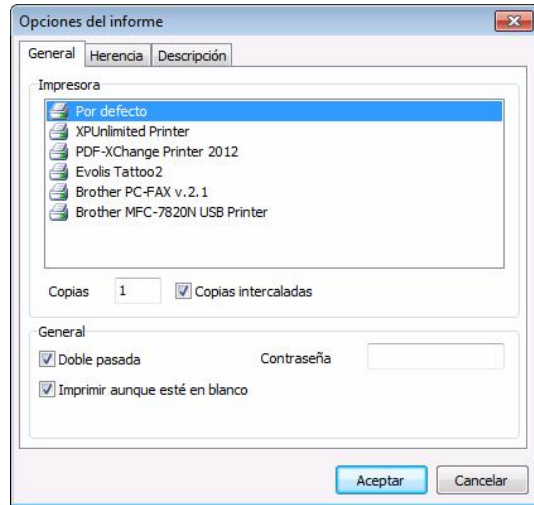 Opciones del informe
General Herencia Descripción
Impresora
Por defecto
XPUnlimited Printer
PDF-XChange Printer 2012
Evolis Tattoo2
Brother PC-FAX v.2.1
Brother MFC-7820N USB Printer
Copias 1 Copias intercaladas
General
Doble pasada Contraseña
Imprimir aunque esté en blanco
Aceptar Cancelar